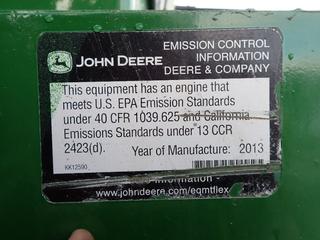 JOHN DEERE
EMISSION CONTROL
INFORMATION
DEERE & COMPANY
This equipment has an engine that
meets U.S. EPA Emission Standards
under 40 CFR 1039.625 and California
Emissions Standards under 13 CCR
2423(d). Year of Manufacture: 2013
KK12590
information
www.johndeere.com/eqmtflex